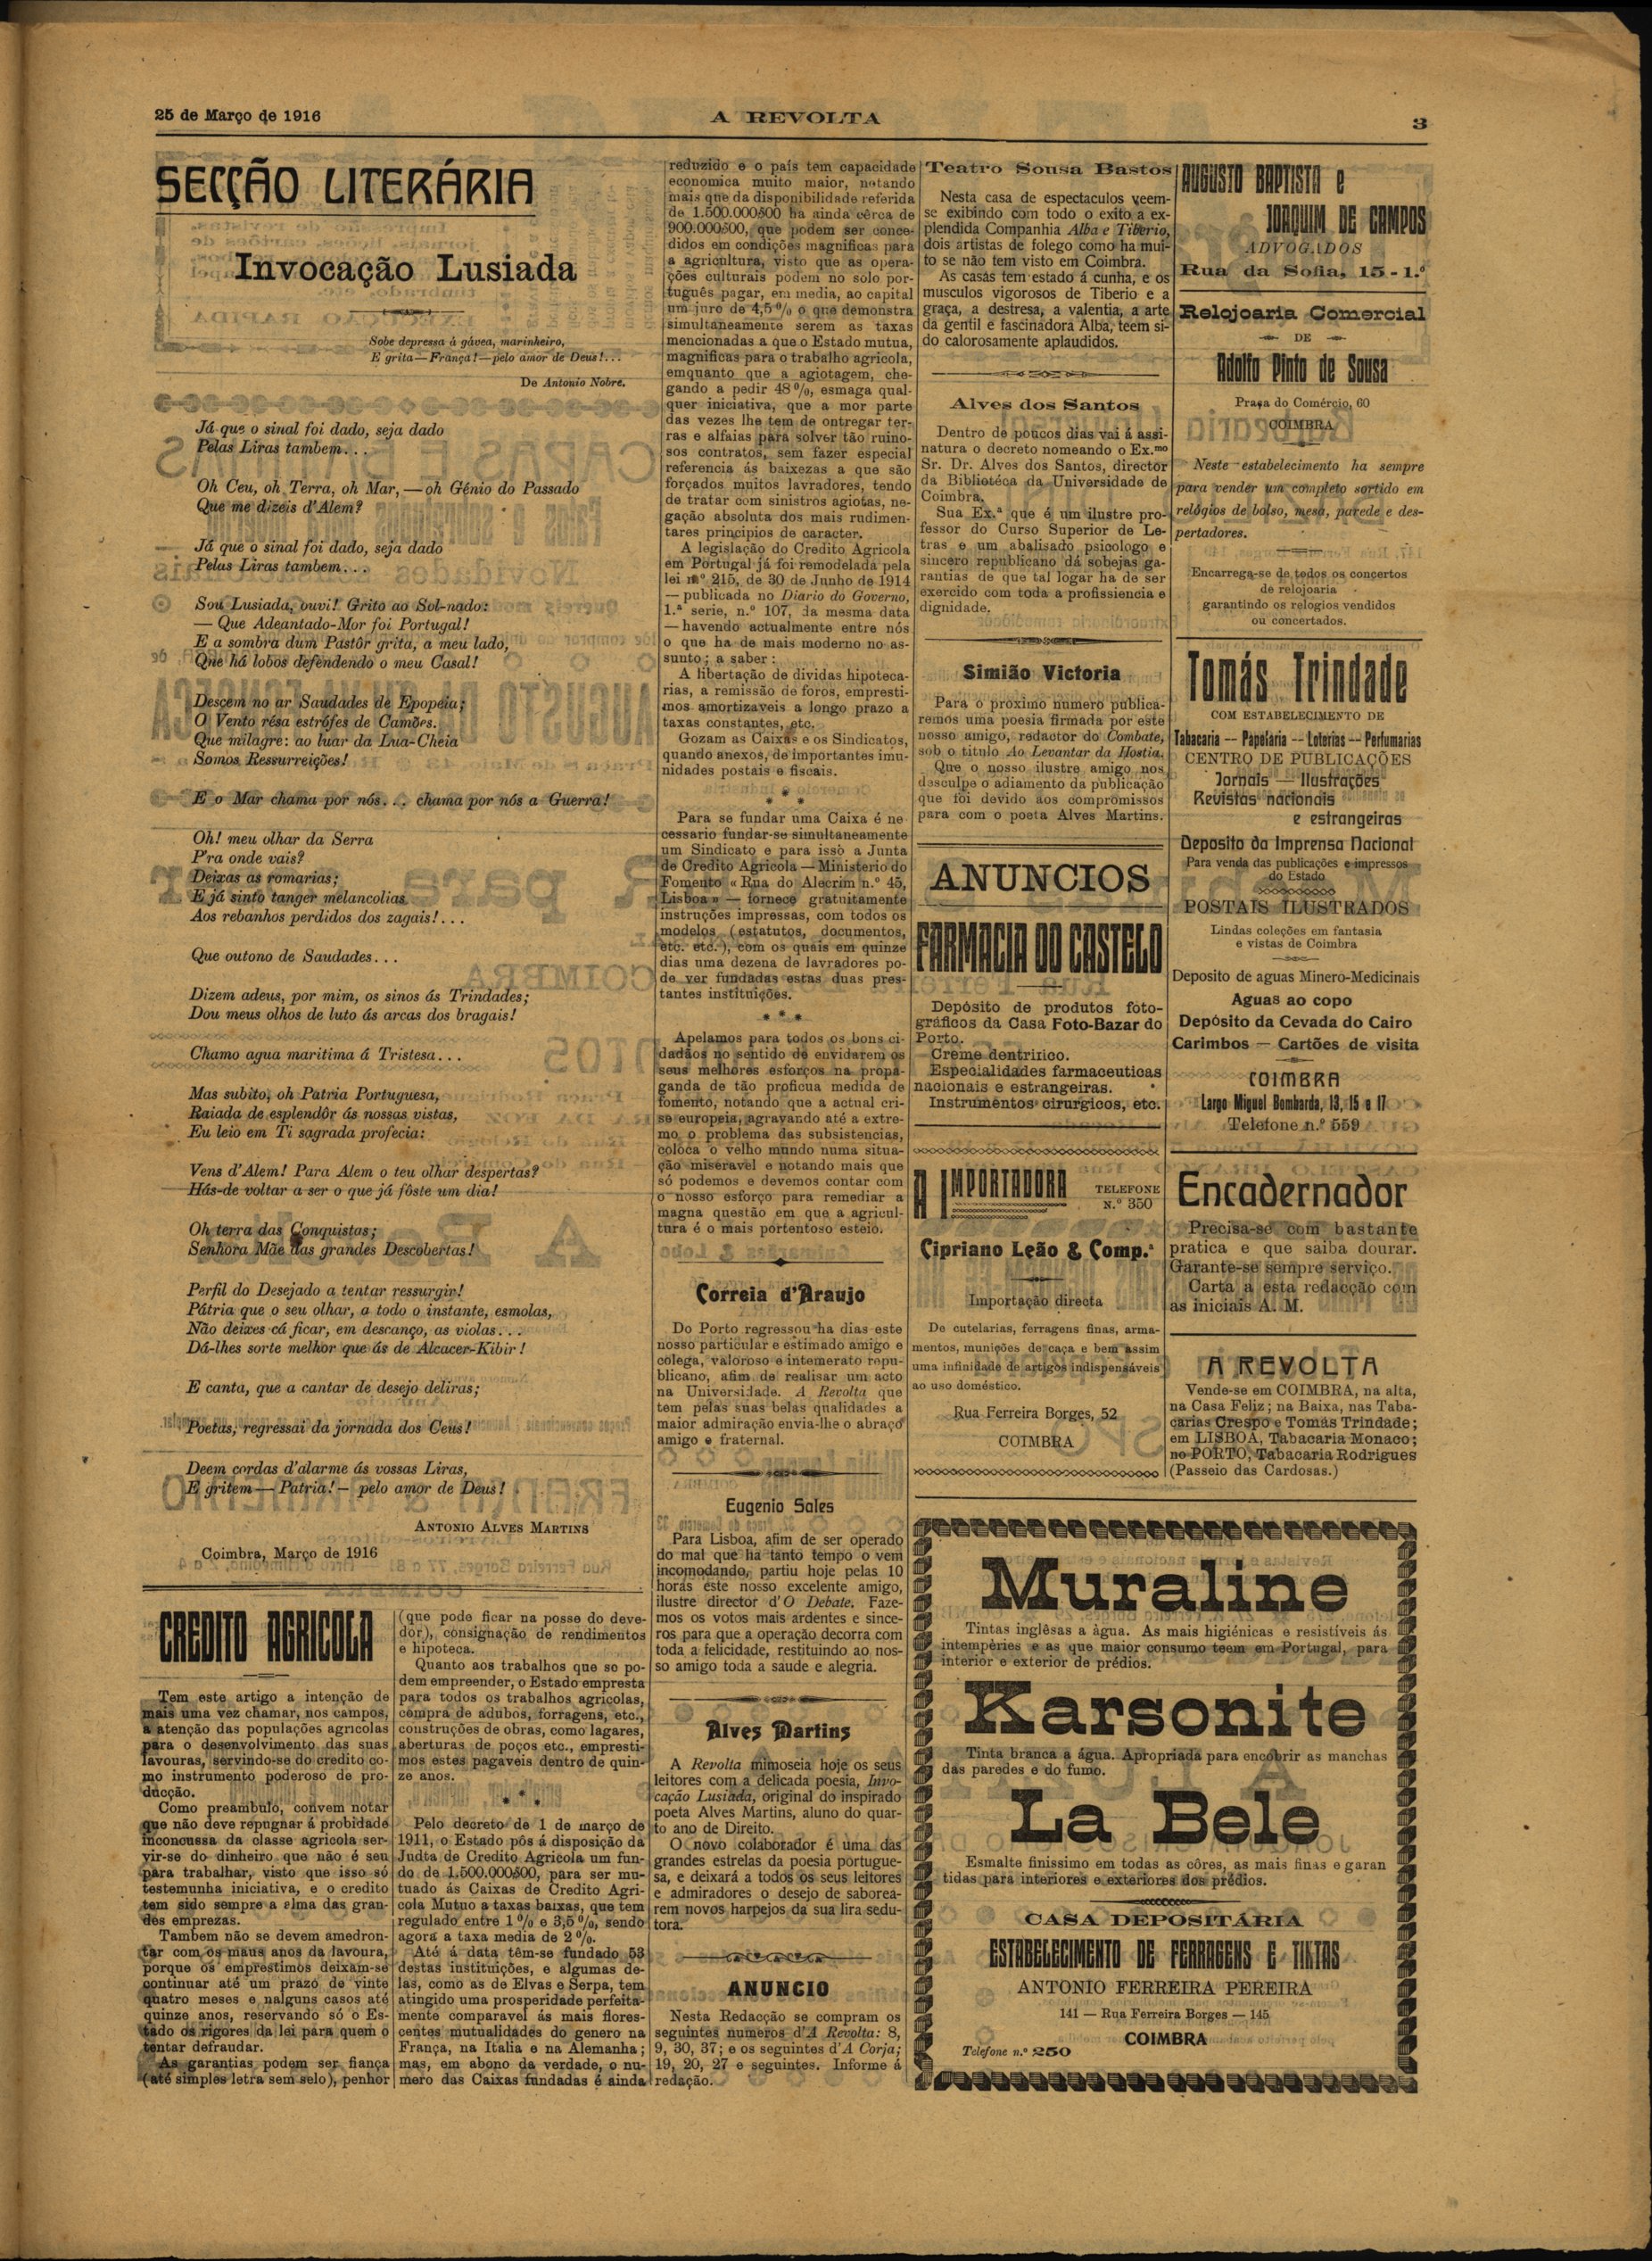 25 de Março de 1916
A REVOLTA
3
SECÇÃO LITERÁRIA
Invocação Lusiada
Sobe depressa à gávea, marinheiro,
E grita—França!—pelo amor de Deus!...
De Antonio Nobre.
Já que o sinal foi dado, seja dado
Pelas Liras tambem...
Oh Ceu, oh Terra, oh Mar,—oh Génio do Passado
Que me dizeis d'Alem?
Já que o sinal foi dado, seja dado
Pelas Liras tambem...
Sou Lusiada, ouvi! Grito ao Sol-nado:
— Que Adeantado-Mor foi Portugal!
E a sombra dum Pastôr grita, a meu lado,
Que há lobos defendendo o meu Casal!
Descem no ar Saudades de Epopeia;
O Vento résa estrófes de Camões.
Que milagre: ao luar da Lua-Cheia
Somos Ressurreições!
E o Mar chama por nós... chama por nós a Guerra!
Oh! meu olhar da Serra
P'ra onde vais?
Deixas as romarias;
E já sinto tanger melancolias
Aos rebanhos perdidos dos zagais!...
Que outono de Saudades...
Dizem adeus, por mim, os sinos ás Trindades;
Dou meus olhos de luto ás arcas dos bragais!
Chamo agua maritima á Tristesa...
Mas subito, oh Patria Portuguesa,
Raiada de esplendôr ás nossas vistas,
Eu leio em Ti sagrada profecia:
Vens d'Alem! Para Alem o teu olhar despertas?
Hás-de voltar a ser o que já fôste um dia!
Oh terra das Conquistas;
Senhora Mãe das grandes Descobertas!
Perfil do Desejado a tentar ressurgir!
Pátria que o seu olhar, a todo o instante, esmolas,
Não deixes cá ficar, em descanço, as violas...
Dá-lhes sorte melhor que ás de Alcacer-Kibir!
E canta, que a cantar de desejo deliras;
Poetas, regressai da jornada dos Ceus!
Deem cordas d'alarme ás vossas Liras,
E gritem—Patria!—pelo amor de Deus!
ANTONIO ALVES MARTINS
Coimbra, Março de 1916
CREDITO AGRICOLA
Tem este artigo a intenção de
mais uma vez chamar, nos campos,
a atenção das populações agricolas
para o desenvolvimento das suas
lavouras, servindo-se do credito co-
mo instrumento poderoso de pro-
ducção.
Como preambulo, convem notar
que não deve repugnar á probidade
inconcussa da classe agricola ser-
vir-se do dinheiro que não é seu
para trabalhar, visto que isso só
testemunha iniciativa, e o credito
tem sido sempre a alma das gran-
des emprezas.
Tambem não se devem amedron-
tar com os maus anos da lavoura,
porque os emprestimos deixam-se
continuar até um prazo de vinte
quatro meses e nalguns casos até
quinze anos, reservando só o Es-
tado os rigores da lei para quem o
tentar defraudar.
As garantias podem ser fiança
(até simples letra sem selo), penhor
(que pode ficar na posse do deve-
dor), consignação de rendimentos
e hipoteca.
Quanto aos trabalhos que so po-
dem empreender, o Estado empresta
para todos os trabalhos agricolas,
compra de adubos, forragens, etc.,
construções de obras, como lagares,
aberturas de poços etc., empresti-
mos estes pagaveis dentro de quin-
ze anos.
* * *
Pelo decreto de 1 de março de
1911, o Estado pôs á disposição da
Judta de Credito Agricola um fun-
do de 1.500.000$00, para ser mu-
tuado ás Caixas de Credito Agri-
cola Mutuo a taxas baixas, que tem
regulado entre 1% e 3,5%, sendo
agora a taxa media de 2%.
Até á data têm-se fundado 53
destas instituições, e algumas de-
las, como as de Elvas e Serpa, tem
atingido uma prosperidade perfeita-
mente comparavel ás mais flores-
centes mutualidades do genero na
França, na Italia e na Alemanha;
mas, em abono da verdade, o nu-
mero das Caixas fundadas é ainda
reduzido e o país tem capacidade
economica muito maior, notando
mais que da disponibilidade referida
de 1.500.000$00 ha ainda cêrca de
900.000$00, que podem ser conce-
didos em condições magnificas para
a agricultura, visto que as opera-
ções culturais podem no solo por-
tuguês pagar, em media, ao capital
um juro de 4,5% o que demonstra
simultaneamente serem as taxas
mencionadas a que o Estado mutua,
magnificas para o trabalho agricola,
emquanto que a agiotagem, che-
gando a pedir 48%, esmaga qual-
quer iniciativa, que a mor parte
das vezes lhe tem de ontregar ter-
ras e alfaias para solver tão ruino-
sos contratos, sem fazer especial
referencia ás baixezas a que são
forçados muitos lavradores, tendo
de tratar com sinistros agiotas, ne-
gação absoluta dos mais rudimen-
tares principios de caracter.
A legislação do Credito Agricola
em Portugal já foi remodelada pela
lei n.º 215, de 30 de Junho de 1914
—publicada no Diario do Governo,
1.ª serie, n.º 107, da mesma data
—havendo actualmente entre nós
o que ha de mais moderno no as-
sunto; a saber:
A libertação de dividas hipoteca-
rias, a remissão de foros, empresti-
mos amortizaveis a longo prazo a
taxas constantes, etc.
Gozam as Caixas e os Sindicatos,
quando anexos, de importantes imu-
nidades postais e fiscais.
* * *
Para se fundar uma Caixa é ne
cessario fundar-se simultaneamente
um Sindicato e para isso a Junta
de Credito Agricola—Ministerio do
Fomento «Rua do Alecrim n.º 45,
Lisboa»—fornece gratuitamente
instruções impressas, com todos os
modelos (estatutos, documentos,
etc. etc.), com os quais em quinze
dias uma dezena de lavradores po-
de ver fundadas estas duas pres-
tantes instituições.
* * *
Apelamos para todos os bons ci-
dadãos no sentido de envidarem os
seus melhores esforços na propa-
ganda de tão proficua medida de
fomento, notando que a actual cri-
se europeia, agravando até a extre-
mo o problema das subsistencias,
coloca o velho mundo numa situa-
ção miseravel e notando mais que
só podemos e devemos contar com
o nosso esforço para remediar a
magna questão em que a agricul-
tura é o mais portentoso esteio.
Correia d'Araujo
Do Porto regressou ha dias este
nosso particular e estimado amigo e
colega, valoroso e intemerato repu-
blicano, afim de realisar um acto
na Universidade. A Revolta que
tem pelas suas belas qualidades a
maior admiração envia-lhe o abraço
amigo e fraternal.
Eugenio Sales
Para Lisboa, afim de ser operado
do mal que ha tanto tempo o vem
incomodando, partiu hoje pelas 10
horas este nosso excelente amigo,
ilustre director d'O Debate. Faze-
mos os votos mais ardentes e since-
ros para que a operação decorra com
toda a felicidade, restituindo ao nos-
so amigo toda a saude e alegria.
Alves Martins
A Revolta mimoseia hoje os seus
leitores com a delicada poesia, Invo-
cação Lusiada, original do inspirado
poeta Alves Martins, aluno do quar-
to ano de Direito.
O novo colaborador é uma das
grandes estrelas da poesia portugue-
sa, e deixará a todos os seus leitores
e admiradores o desejo de saborea-
rem novos harpejos da sua lira sedu-
tora.
ANUNCIO
Nesta Redacção se compram os
seguintes numeros d'A Revolta: 8,
9, 30, 37; e os seguintes d'A Corja;
19, 20, 27 e seguintes. Informe á
redação.
Teatro Sousa Bastos
Nesta casa de espectaculos veem-
se exibindo com todo o exito a ex-
plendida Companhia Alba e Tiberio,
dois artistas de folego como ha mui-
to se não tem visto em Coimbra.
As casas tem estado á cunha, e os
musculos vigorosos de Tiberio e a
graça, a destresa, a valentia, a arte
da gentil e fascinadora Alba, teem si-
do calorosamente aplaudidos.
Alves dos Santos
Dentro de poucos dias vai á assi-
natura o decreto nomeando o Ex.mo
Sr. Dr. Alves dos Santos, director
da Bibliotéca da Universidade de
Coimbra.
Sua Ex.ª que é um ilustre pro-
fessor do Curso Superior de Le-
tras e um abalisado psicologo e
sincero republicano dá sobejas ga-
rantias de que tal logar ha de ser
exercido com toda a profissiencia e
dignidade.
Simião Victoria
Para o próximo numero publica-
remos uma poesia firmada por este
nosso amigo, redactor do Combate,
sob o titulo Ao Levantar da Hostia.
Que o nosso ilustre amigo nos
desculpe o adiamento da publicação
que foi devido aos compromissos
para com o poeta Alves Martins.
ANUNCIOS
FARMACIA DO CASTELO
Depósito de produtos foto-
gráficos da Casa Foto-Bazar do
Porto.
Creme dentririco.
Especialidades farmaceuticas
nacionais e estrangeiras.
Instrumentos cirurgicos, etc.
A IMPORTADORA
TELEFONE
N.º 350
Cipriano Leão & Comp.ª
Importação directa
De cutelarias, ferragens finas, arma-
mentos, munições de caça e bem assim
uma infinidade de artigos indispensáveis
ao uso doméstico.
Rua Ferreira Borges, 52
COIMBRA
AUGUSTO BAPTISTA e
JOAQUIM DE CAMPOS
ADVOGADOS
Rua da Sofia, 15-1.º
Relojoaria Comercial
DE
Adolfo Pinto de Sousa
Praça do Comércio, 60
COIMBRA
Neste estabelecimento ha sempre
para vender um completo sortido em
relógios de bolso, mesa, parede e des-
pertadores.
Encarrega-se de todos os concertos
de relojoaria
garantindo os relogios vendidos
ou concertados.
Tomás Trindade
COM ESTABELECIMENTO DE
Tabacaria — Papelaria — Loterias — Perfumarias
CENTRO DE PUBLICAÇÕES
Jornais — Ilustrações
Revistas nacionais
e estrangeiras
Deposito da Imprensa Nacional
Para venda das publicações e impressos
do Estado
POSTAIS ILUSTRADOS
Lindas coleções em fantasia
e vistas de Coimbra
Deposito de aguas Minero-Medicinais
Aguas ao copo
Depósito da Cevada do Cairo
Carimbos — Cartões de visita
COIMBRA
Largo Miguel Bombarda, 13, 15 e 17
Telefone n.º 559
Encadernador
Precisa-se com bastante
pratica e que saiba dourar.
Garante-se sempre serviço.
Carta a esta redacção com
as iniciais A. M.
A REVOLTA
Vende-se em COIMBRA, na alta,
na Casa Feliz; na Baixa, nas Taba-
carias Crespo e Tomás Trindade;
em LISBOA, Tabacaria Monaco;
no PORTO, Tabacaria Rodrigues
(Passeio das Cardosas.)
Muraline
Tintas inglêsas a àgua. As mais higiénicas e resistíveis ás
intempéries e as que maior consumo teem em Portugal, para
interior e exterior de prédios.
Karsonite
Tinta branca a água. Apropriada para encobrir as manchas
das paredes e do fumo.
La Bele
Esmalte finissimo em todas as côres, as mais finas e garan
tidas para interiores e exteriores dos prédios.
CASA DEPOSITÁRIA
ESTABELECIMENTO DE FERRAGENS E TINTAS
ANTONIO FERREIRA PEREIRA
141 — Rua Ferreira Borges — 145
COIMBRA
Telefone n.º 250